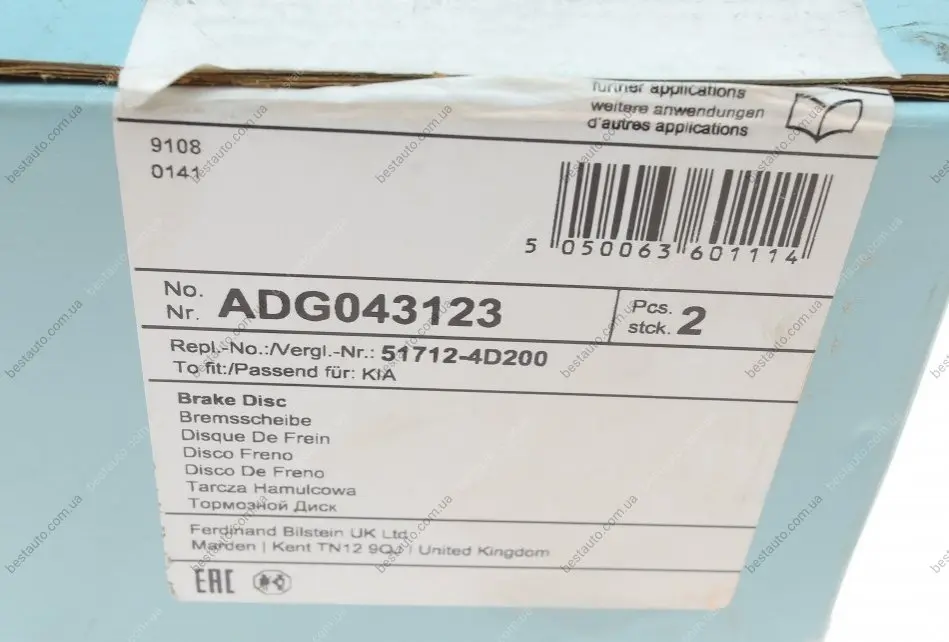 further applications
weitere anwendungen
d'autres applications
9108
0141
5 050063 601114
No.
Nr. ADG043123
Pcs.
stck. 2
Repl.-No.:/Vergl.-Nr.: 51712-4D200
To fit:/Passend für: KIA
Brake Disc
Bremsscheibe
Disque De Frein
Disco Freno
Disco De Freno
Tarcza Hamulcowa
Тормозной Диск
Ferdinand Bilstein UK Ltd.
Marden | Kent TN12 9QJ | United Kingdom
EAC
bestauto.com.ua